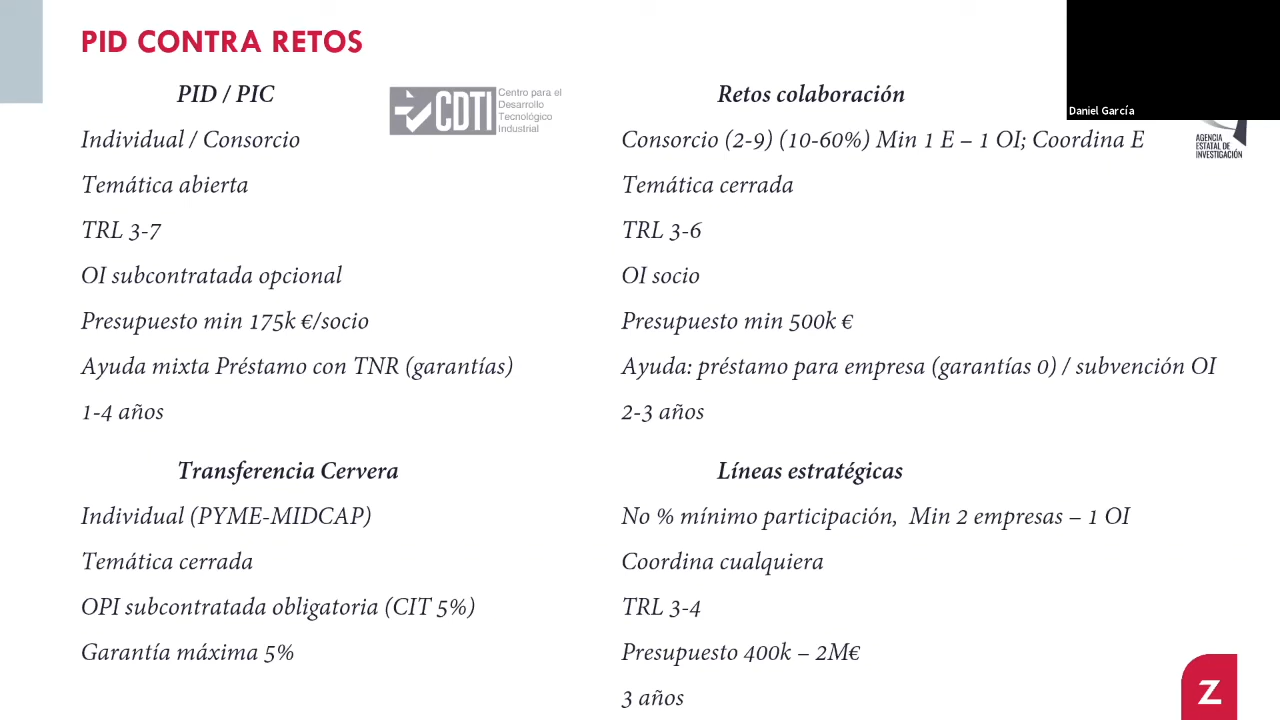 PID CONTRA RETOS
PID / PIC
CDTI
Centro para el
Desarrollo
Tecnológico
Industrial
Individual / Consorcio
Temática abierta
TRL 3-7
OI subcontratada opcional
Presupuesto min 175k €/socio
Ayuda mixta Préstamo con TNR (garantías)
1-4 años
Transferencia Cervera
Individual (PYME-MIDCAP)
Temática cerrada
OPI subcontratada obligatoria (CIT 5%)
Garantía máxima 5%
Retos colaboración
Daniel García
AGENCIA
ESTATAL DE
INVESTIGACIÓN
Consorcio (2-9) (10-60%) Min 1 E – 1 OI; Coordina E
Temática cerrada
TRL 3-6
OI socio
Presupuesto min 500k €
Ayuda: préstamo para empresa (garantías 0) / subvención OI
2-3 años
Líneas estratégicas
No % mínimo participación, Min 2 empresas – 1 OI
Coordina cualquiera
TRL 3-4
Presupuesto 400k – 2M€
3 años
Z